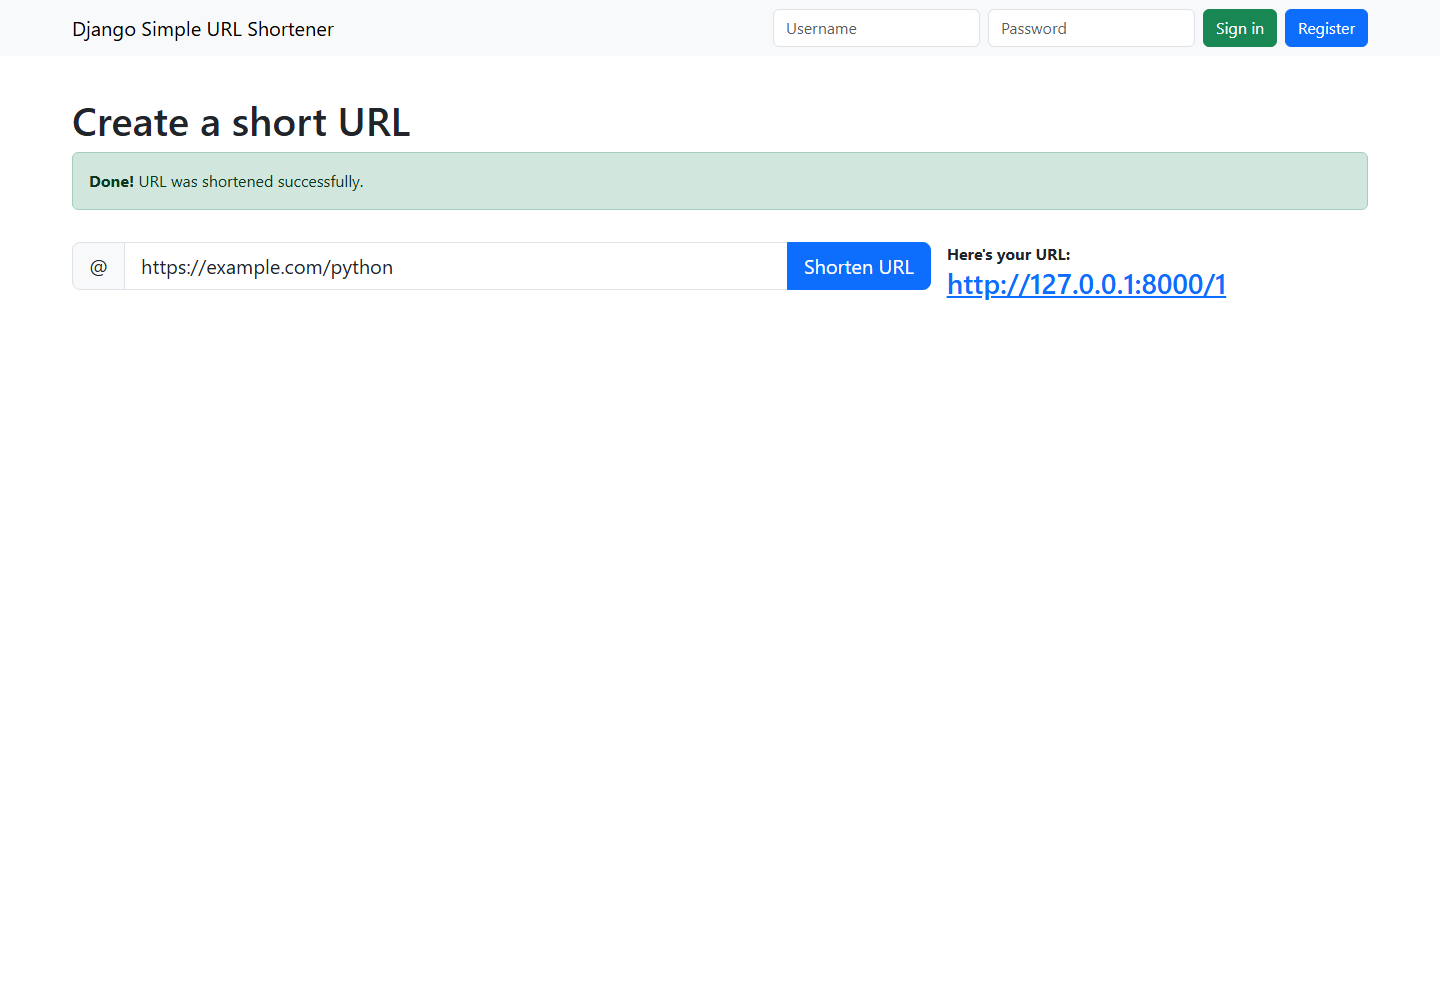 Django Simple URL Shortener
Username
Password
Sign in
Register
Create a short URL
Done! URL was shortened successfully.
@
https://example.com/python
Shorten URL
Here's your URL:
http://127.0.0.1:8000/1